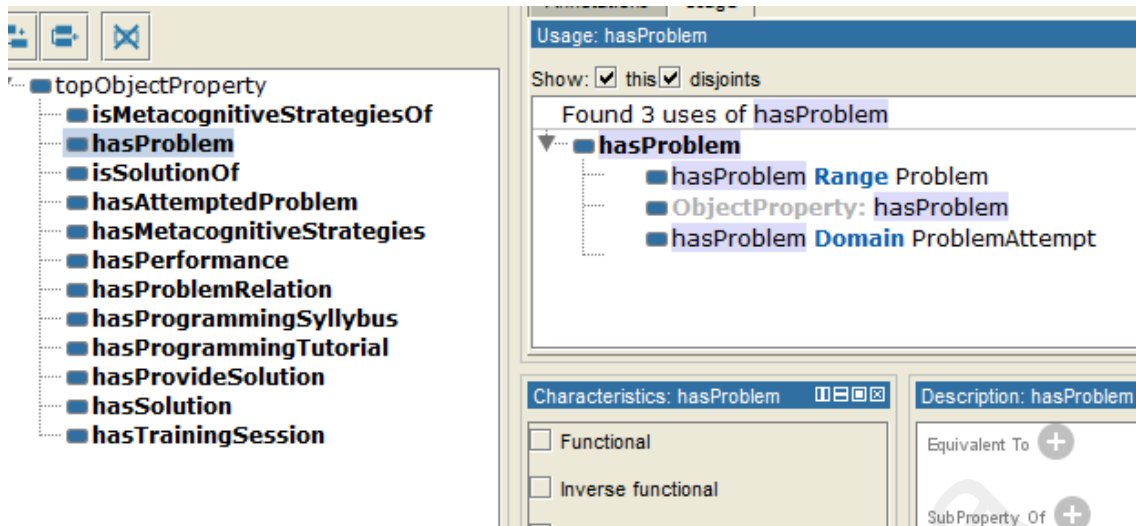 topObjectProperty
isMetacognitiveStrategiesOf
hasProblem
isSolutionOf
hasAttemptedProblem
hasMetacognitiveStrategies
hasPerformance
hasProblemRelation
hasProgrammingSyllybus
hasProgrammingTutorial
hasProvideSolution
hasSolution
hasTrainingSession
Usage: hasProblem
Show: this disjoints
Found 3 uses of hasProblem
hasProblem
hasProblem Range Problem
ObjectProperty: hasProblem
hasProblem Domain ProblemAttempt
Characteristics: hasProblem
Functional
Inverse functional
Description: hasProblem
Equivalent To
SubProperty Of